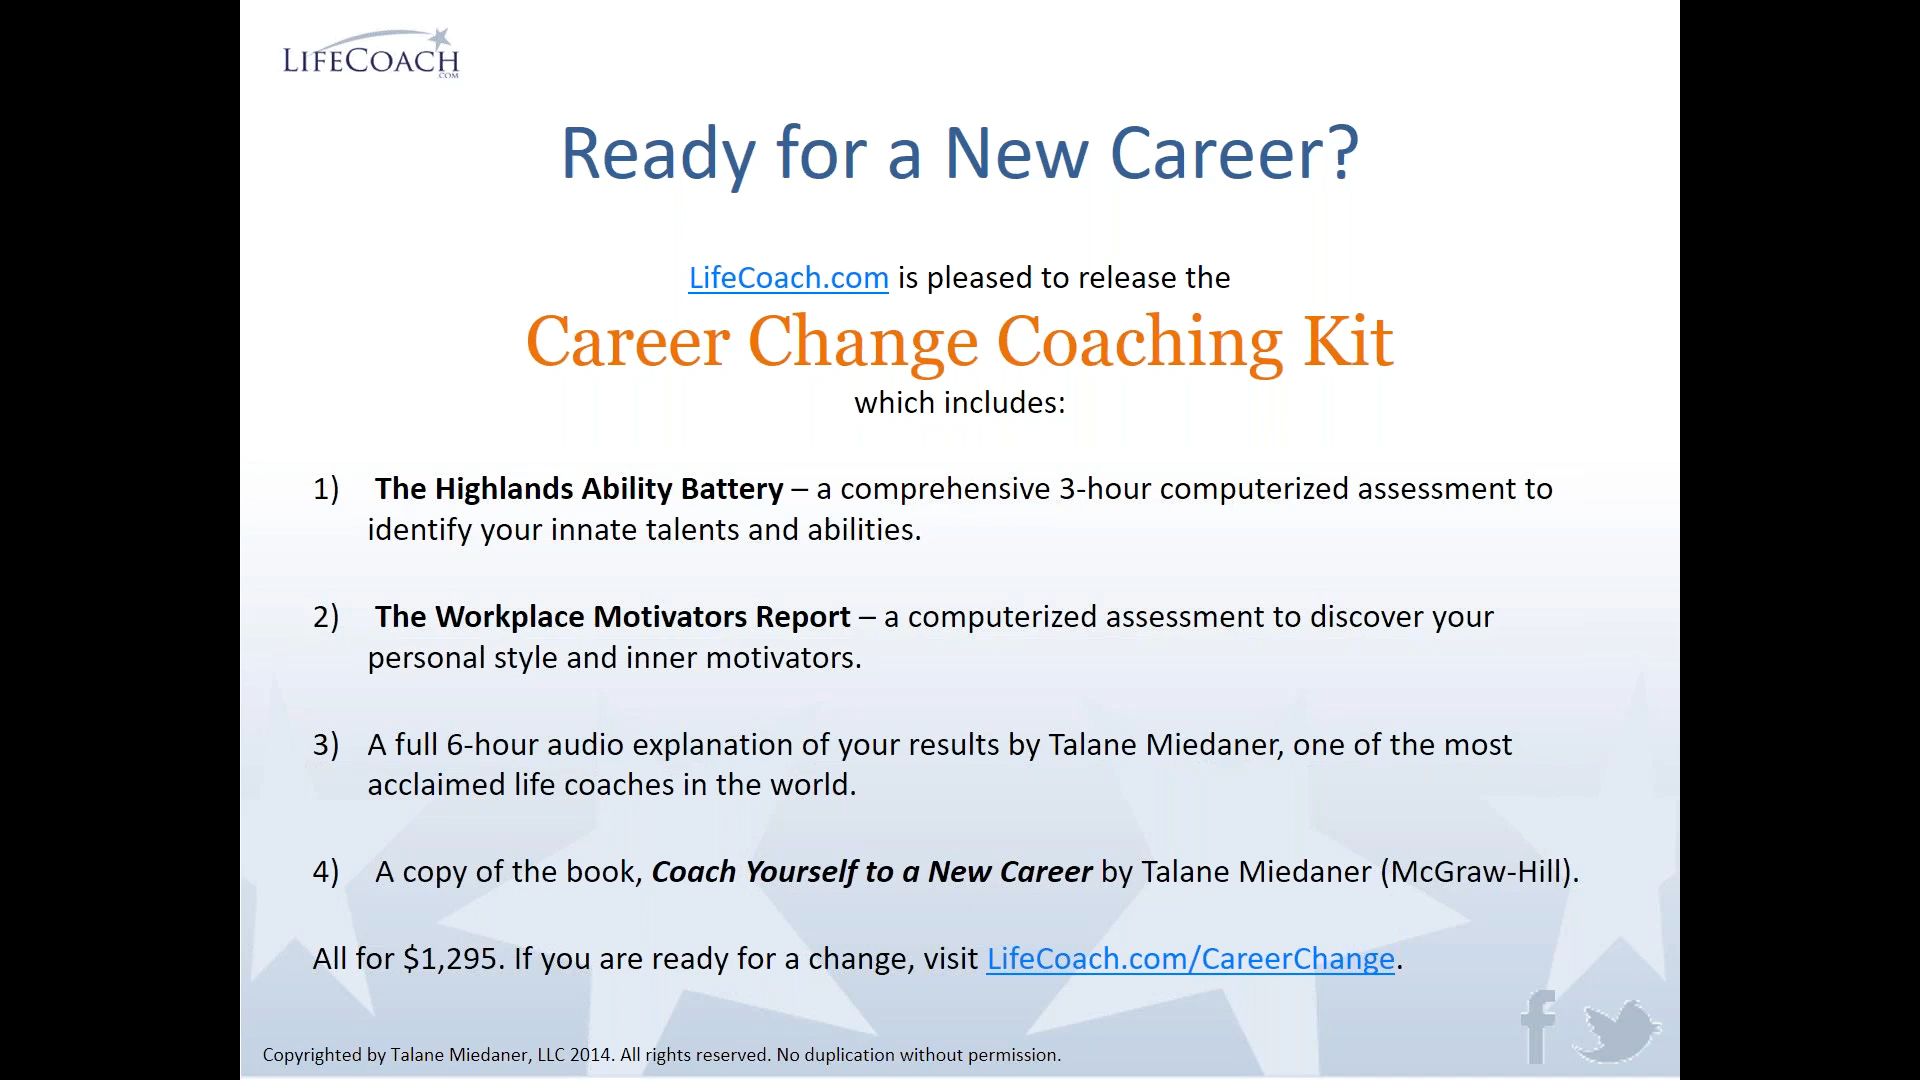 LIFECOACH
.COM
Ready for a New Career?
LifeCoach.com is pleased to release the
Career Change Coaching Kit
which includes:
1) The Highlands Ability Battery – a comprehensive 3-hour computerized assessment to
identify your innate talents and abilities.
2) The Workplace Motivators Report – a computerized assessment to discover your
personal style and inner motivators.
3) A full 6-hour audio explanation of your results by Talane Miedaner, one of the most
acclaimed life coaches in the world.
4) A copy of the book, Coach Yourself to a New Career by Talane Miedaner (McGraw-Hill).
All for $1,295. If you are ready for a change, visit LifeCoach.com/CareerChange.
Copyrighted by Talane Miedaner, LLC 2014. All rights reserved. No duplication without permission.